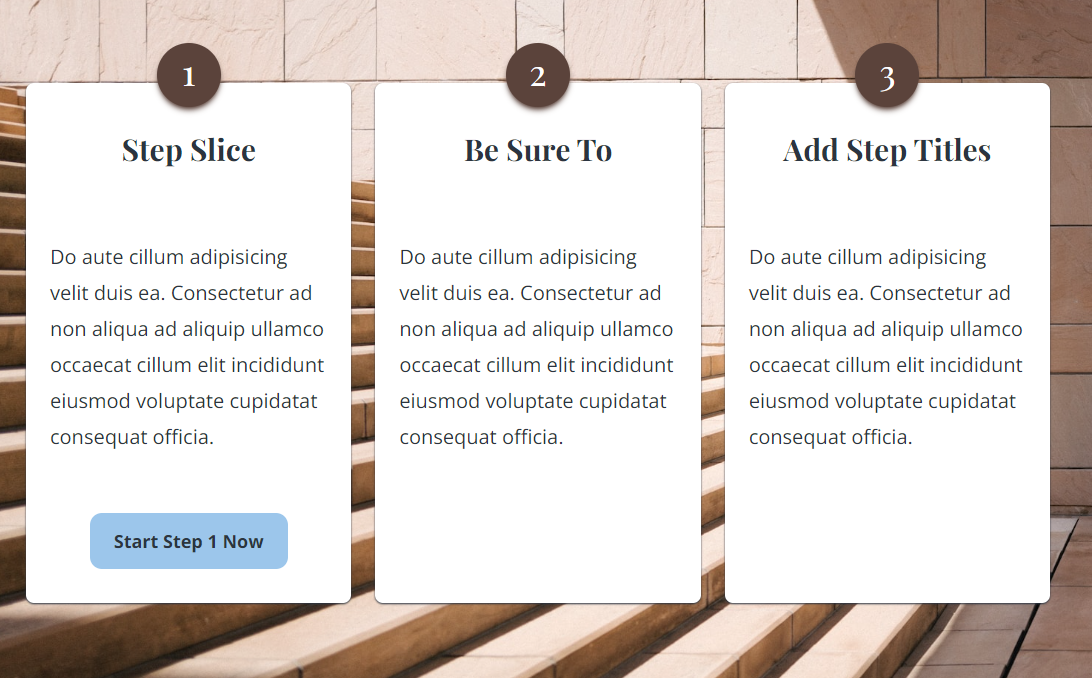 1
Step Slice
Do aute cillum adipisicing
velit duis ea. Consectetur ad
non aliqua ad aliquip ullamco
occaecat cillum elit incididunt
eiusmod voluptate cupidatat
consequat officia.
Start Step 1 Now
2
Be Sure To
Do aute cillum adipisicing
velit duis ea. Consectetur ad
non aliqua ad aliquip ullamco
occaecat cillum elit incididunt
eiusmod voluptate cupidatat
consequat officia.
3
Add Step Titles
Do aute cillum adipisicing
velit duis ea. Consectetur ad
non aliqua ad aliquip ullamco
occaecat cillum elit incididunt
eiusmod voluptate cupidatat
consequat officia.